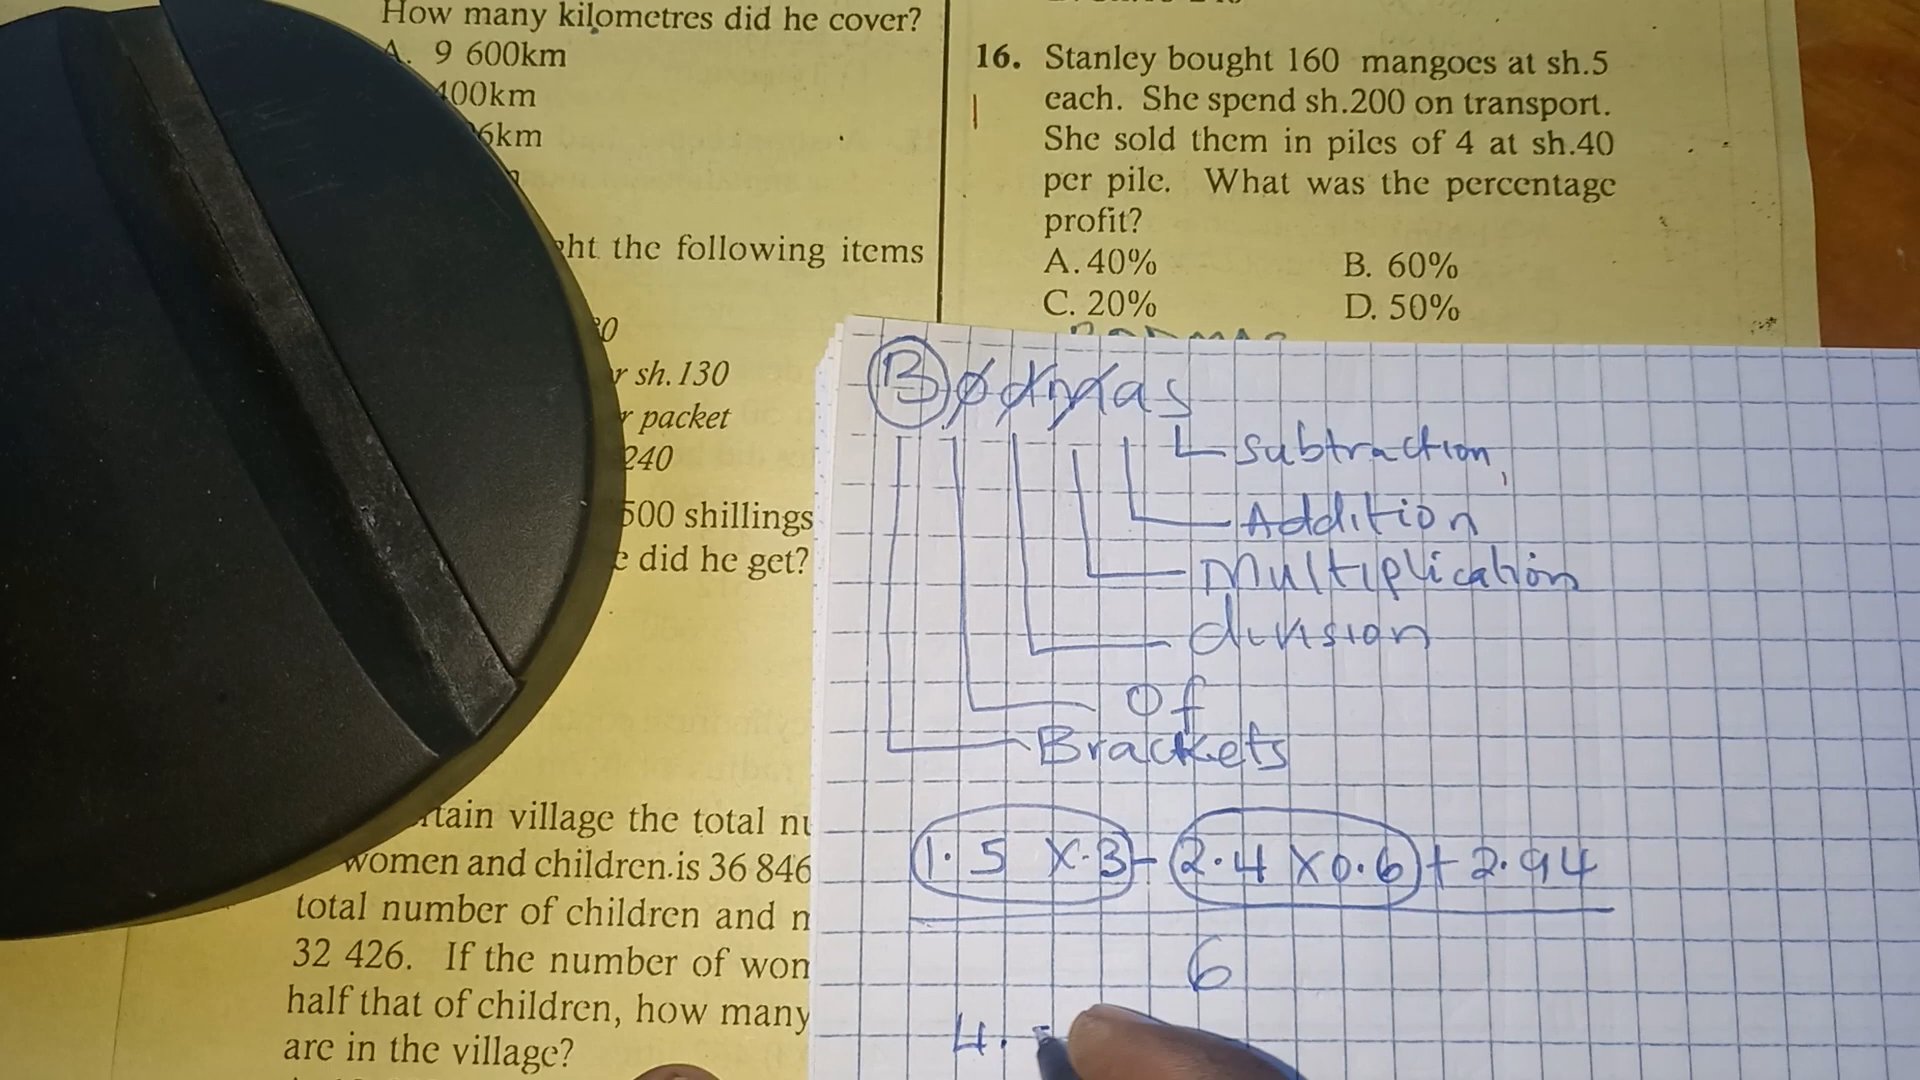 How many kilometres did he cover?
A. 9 600km
400km
6km
ht the following items
0
r sh.130
r packet
240
500 shillings
e did he get?
tain village the total
women and children is 36 846
total number of children and
32 426. If the number of
half that of children, how many
are in the village?
16. Stanley bought 160 mangoes at sh.5
each. She spend sh.200 on transport.
She sold them in piles of 4 at sh.40
per pile. What was the percentage
profit?
A. 40% B. 60%
C. 20% D. 50%
Bodmas
Subtraction
Addition
Multiplication
division
Of
Brackets
1.5 X.3 - 2.4 X0.6 + 2.94
6
4.5